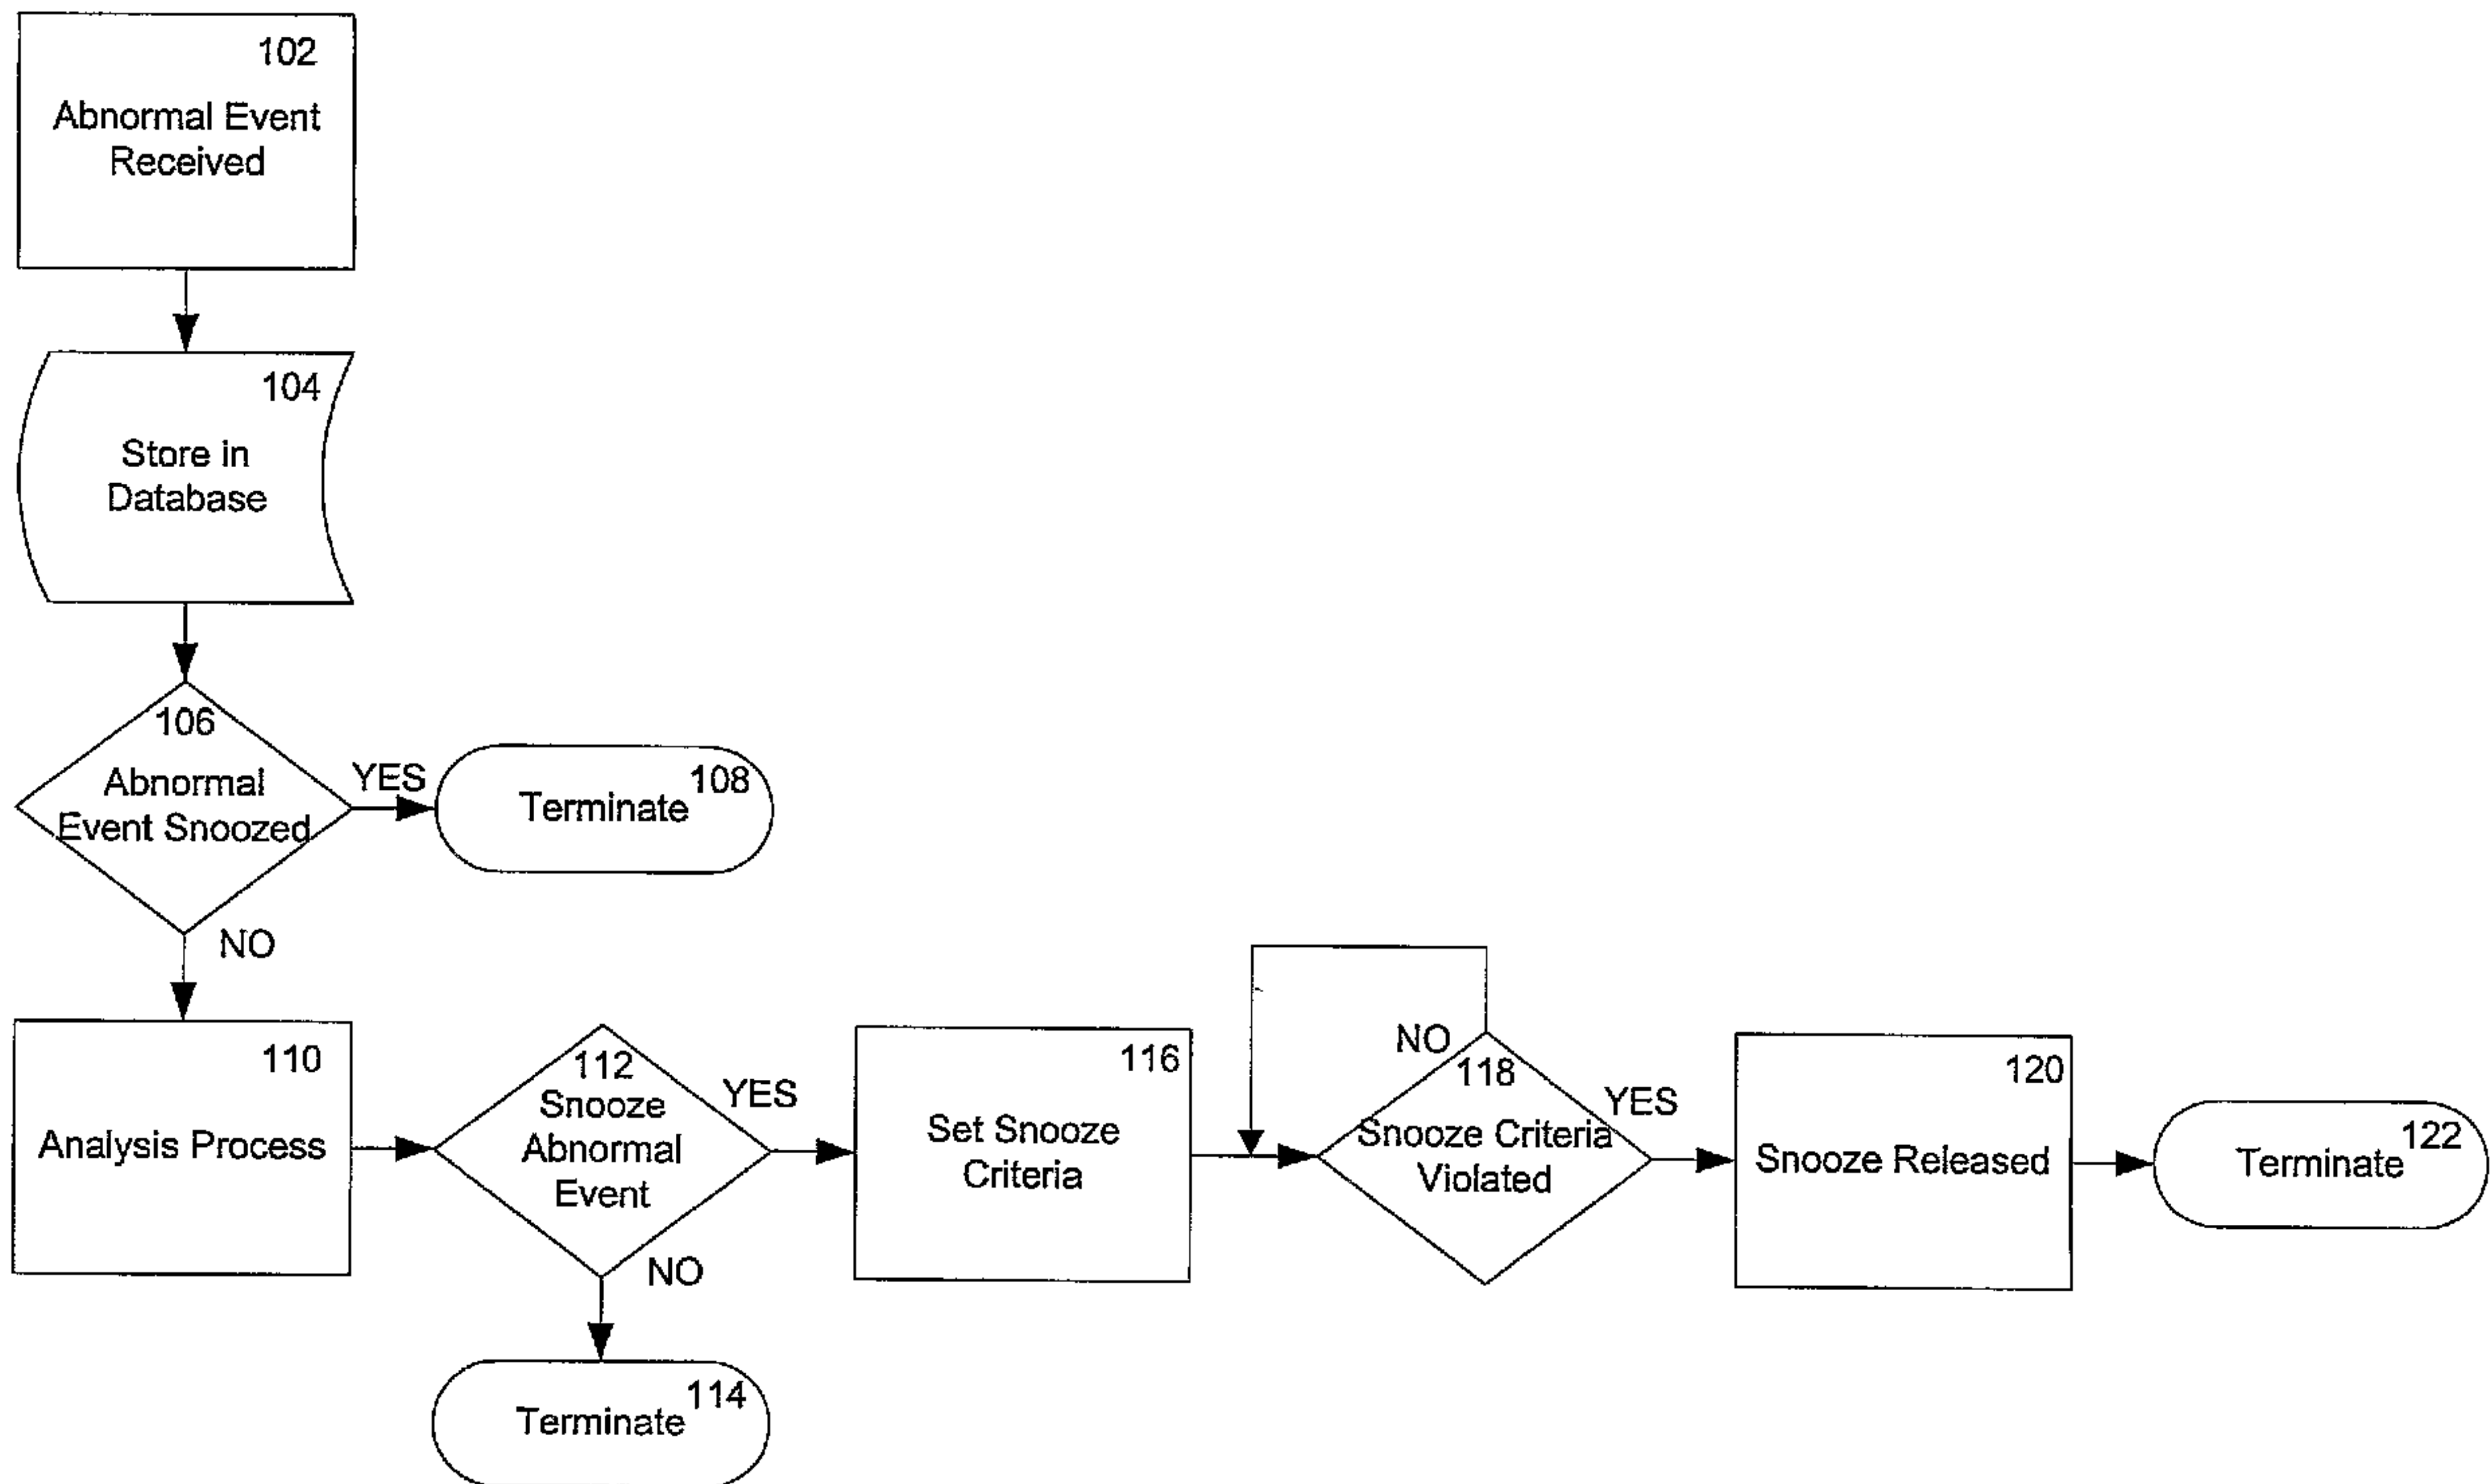 102
Abnormal Event
Received
104
Store in
Database
106
Abnormal
Event Snoozed
YES
108
Terminate
NO
110
Analysis Process
112
Snooze
Abnormal
Event
YES
NO
114
Terminate
116
Set Snooze
Criteria
NO
118
Snooze Criteria
Violated
YES
120
Snooze Released
122
Terminate